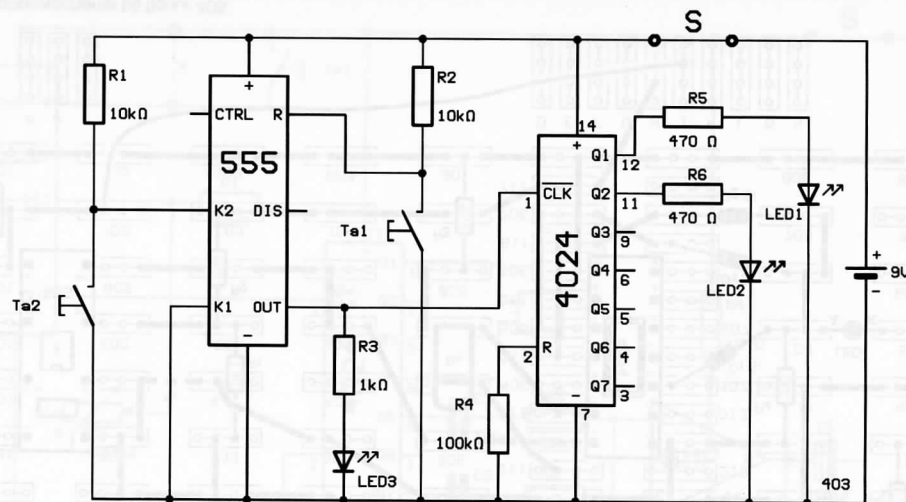 S
R1
10kΩ
+
CTRL
R
555
K2
DIS
K1
OUT
-
R2
10kΩ
Ta1
Ta2
R3
1kΩ
LED3
R4
100kΩ
14
+
Q1
12
1
CLK
Q2
11
Q3
9
4024
Q4
6
Q5
5
2
R
Q6
4
Q7
3
-
7
R5
470 Ω
R6
470 Ω
LED1
LED2
+
9V
-
403